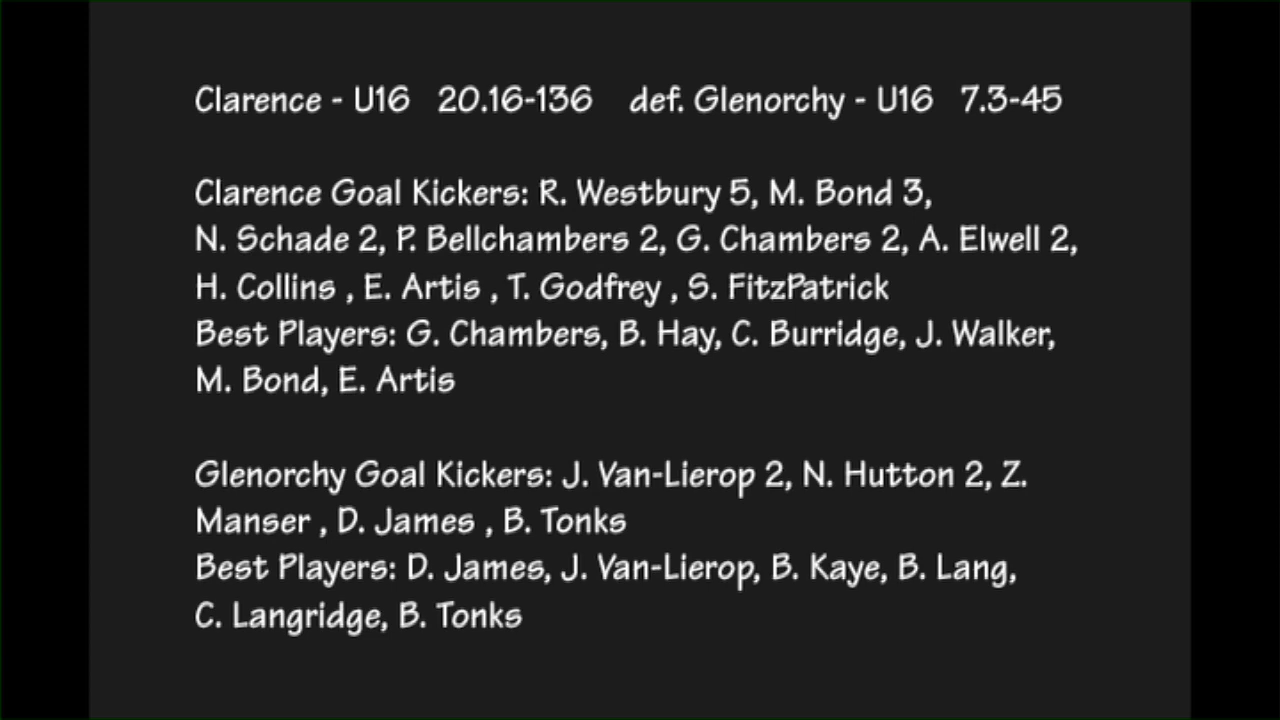 Clarence - U16 20.16-136 def. Glenorchy - U16 7.3-45
Clarence Goal Kickers: R. Westbury 5, M. Bond 3,
N. Schade 2, P. Bellchambers 2, G. Chambers 2, A. Elwell 2,
H. Collins , E. Artis , T. Godfrey , S. FitzPatrick
Best Players: G. Chambers, B. Hay, C. Burridge, J. Walker,
M. Bond, E. Artis
Glenorchy Goal Kickers: J. Van-Lierop 2, N. Hutton 2, Z.
Manser , D. James , B. Tonks
Best Players: D. James, J. Van-Lierop, B. Kaye, B. Lang,
C. Langridge, B. Tonks